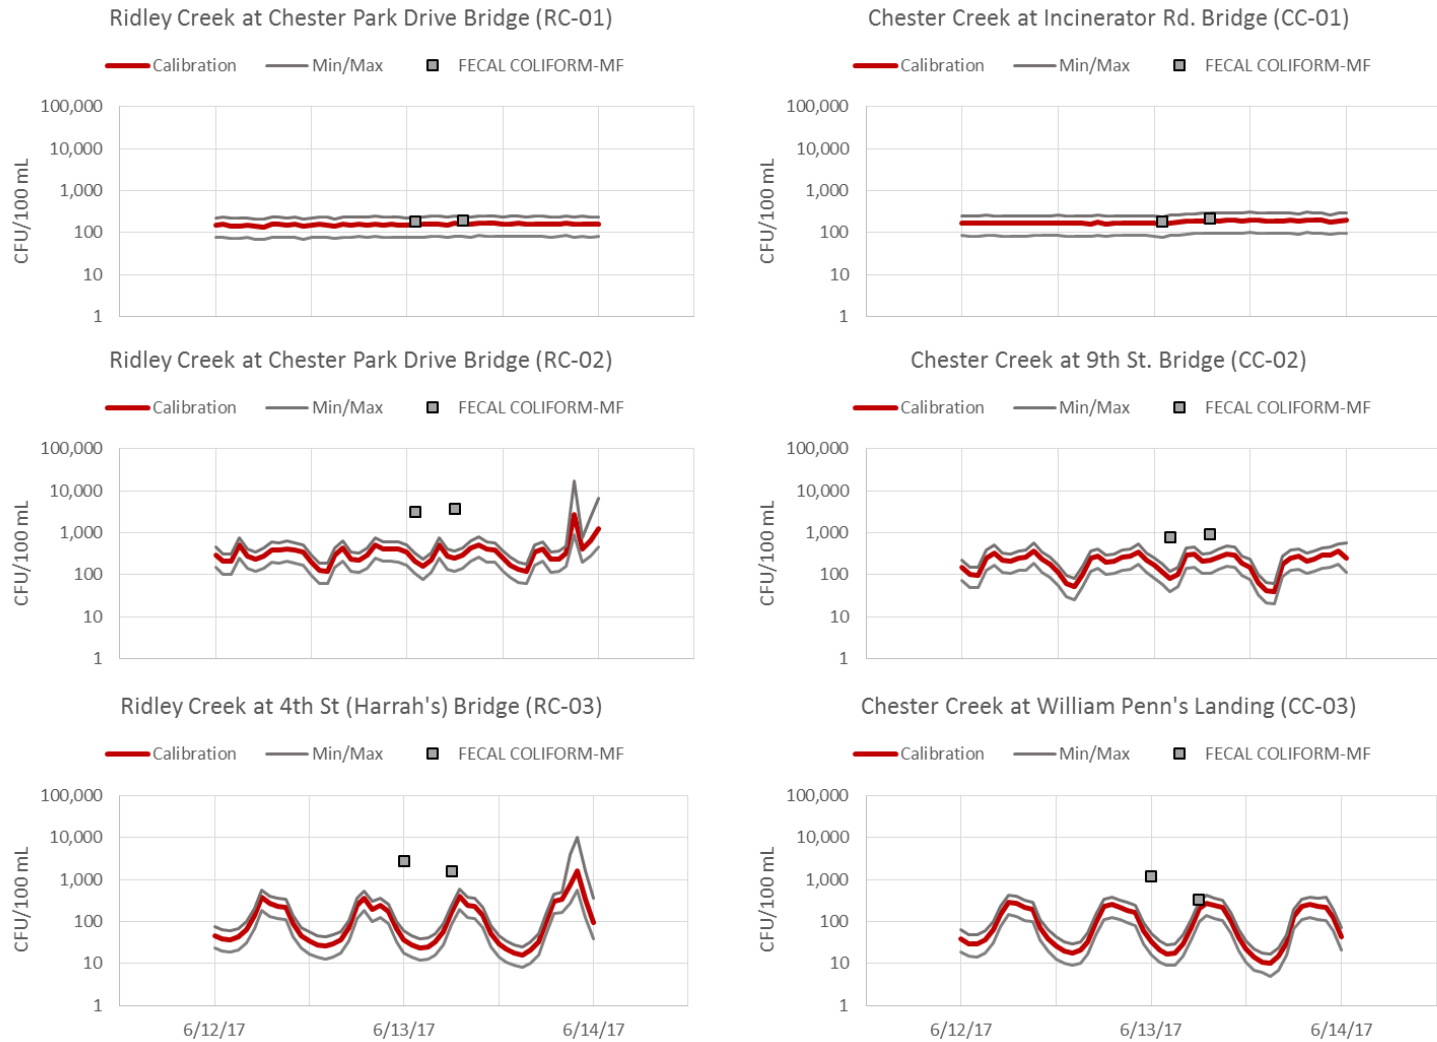 Ridley Creek at Chester Park Drive Bridge (RC-01)
Calibration Min/Max FECAL COLIFORM-MF
100,000
10,000
1,000
100
10
1
CFU/100 mL
Chester Creek at Incinerator Rd. Bridge (CC-01)
Calibration Min/Max FECAL COLIFORM-MF
100,000
10,000
1,000
100
10
1
CFU/100 mL
Ridley Creek at Chester Park Drive Bridge (RC-02)
Calibration Min/Max FECAL COLIFORM-MF
100,000
10,000
1,000
100
10
1
CFU/100 mL
Chester Creek at 9th St. Bridge (CC-02)
Calibration Min/Max FECAL COLIFORM-MF
100,000
10,000
1,000
100
10
1
CFU/100 mL
Ridley Creek at 4th St (Harrah's) Bridge (RC-03)
Calibration Min/Max FECAL COLIFORM-MF
100,000
10,000
1,000
100
10
1
CFU/100 mL
6/12/17 6/13/17 6/14/17
Chester Creek at William Penn's Landing (CC-03)
Calibration Min/Max FECAL COLIFORM-MF
100,000
10,000
1,000
100
10
1
CFU/100 mL
6/12/17 6/13/17 6/14/17